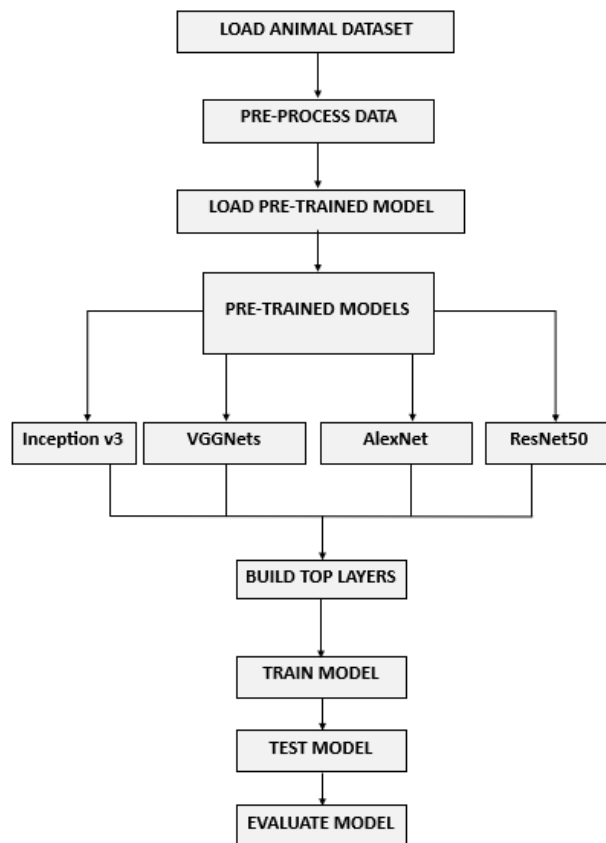 LOAD ANIMAL DATASET
PRE-PROCESS DATA
LOAD PRE-TRAINED MODEL
PRE-TRAINED MODELS
Inception v3
VGGNets
AlexNet
ResNet50
BUILD TOP LAYERS
TRAIN MODEL
TEST MODEL
EVALUATE MODEL